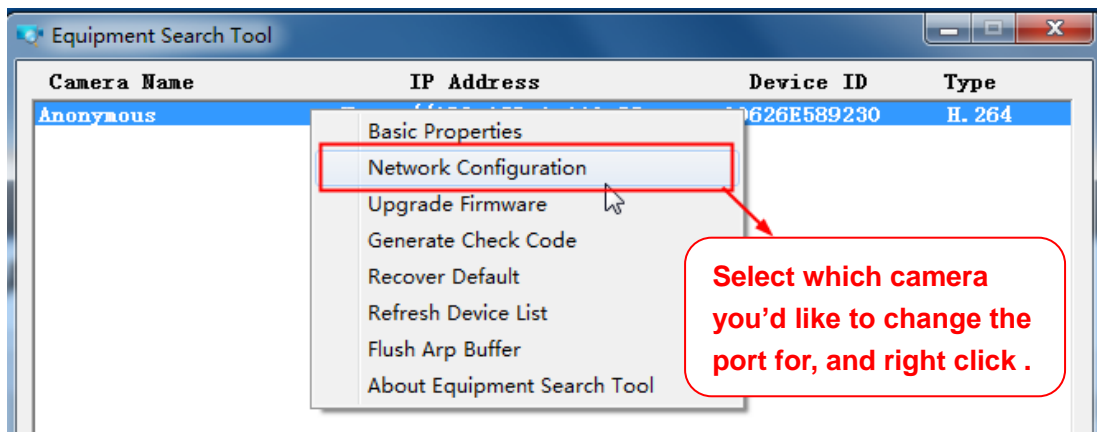 Equipment Search Tool
Camera Name IP Address Device ID Type
Anonymous 0626E589230 H.264
Basic Properties
Network Configuration
Upgrade Firmware
Generate Check Code
Recover Default
Refresh Device List
Flush Arp Buffer
About Equipment Search Tool
Select which camera
you’d like to change the
port for, and right click .